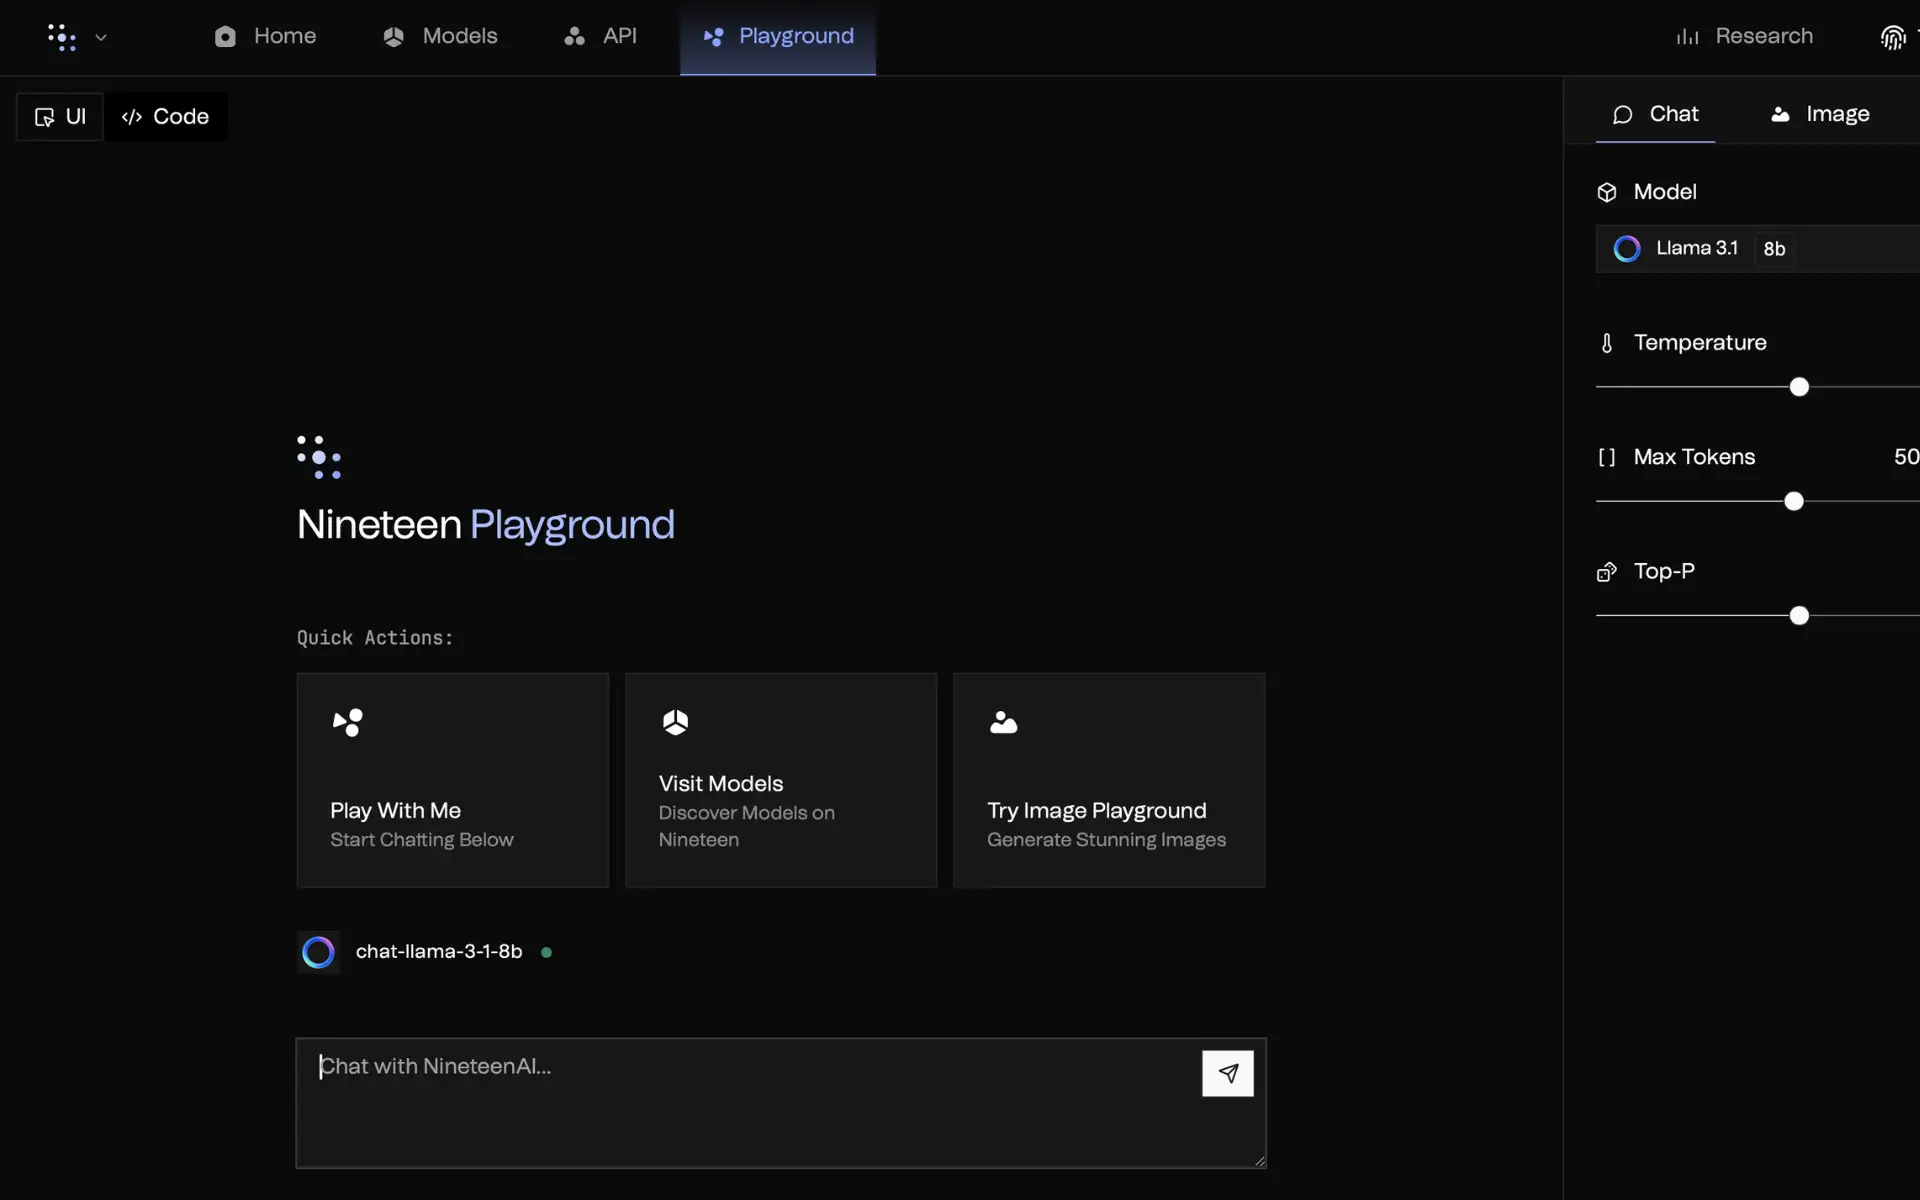 Home
Models
API
Playground
Research
UI
</> Code
Chat
Image
Model
Llama 3.1 8b
Temperature
[] Max Tokens 50
Top-P
Nineteen Playground
Quick Actions:
Play With Me
Start Chatting Below
Visit Models
Discover Models on
Nineteen
Try Image Playground
Generate Stunning Images
chat-llama-3-1-8b
Chat with NineteenAI...